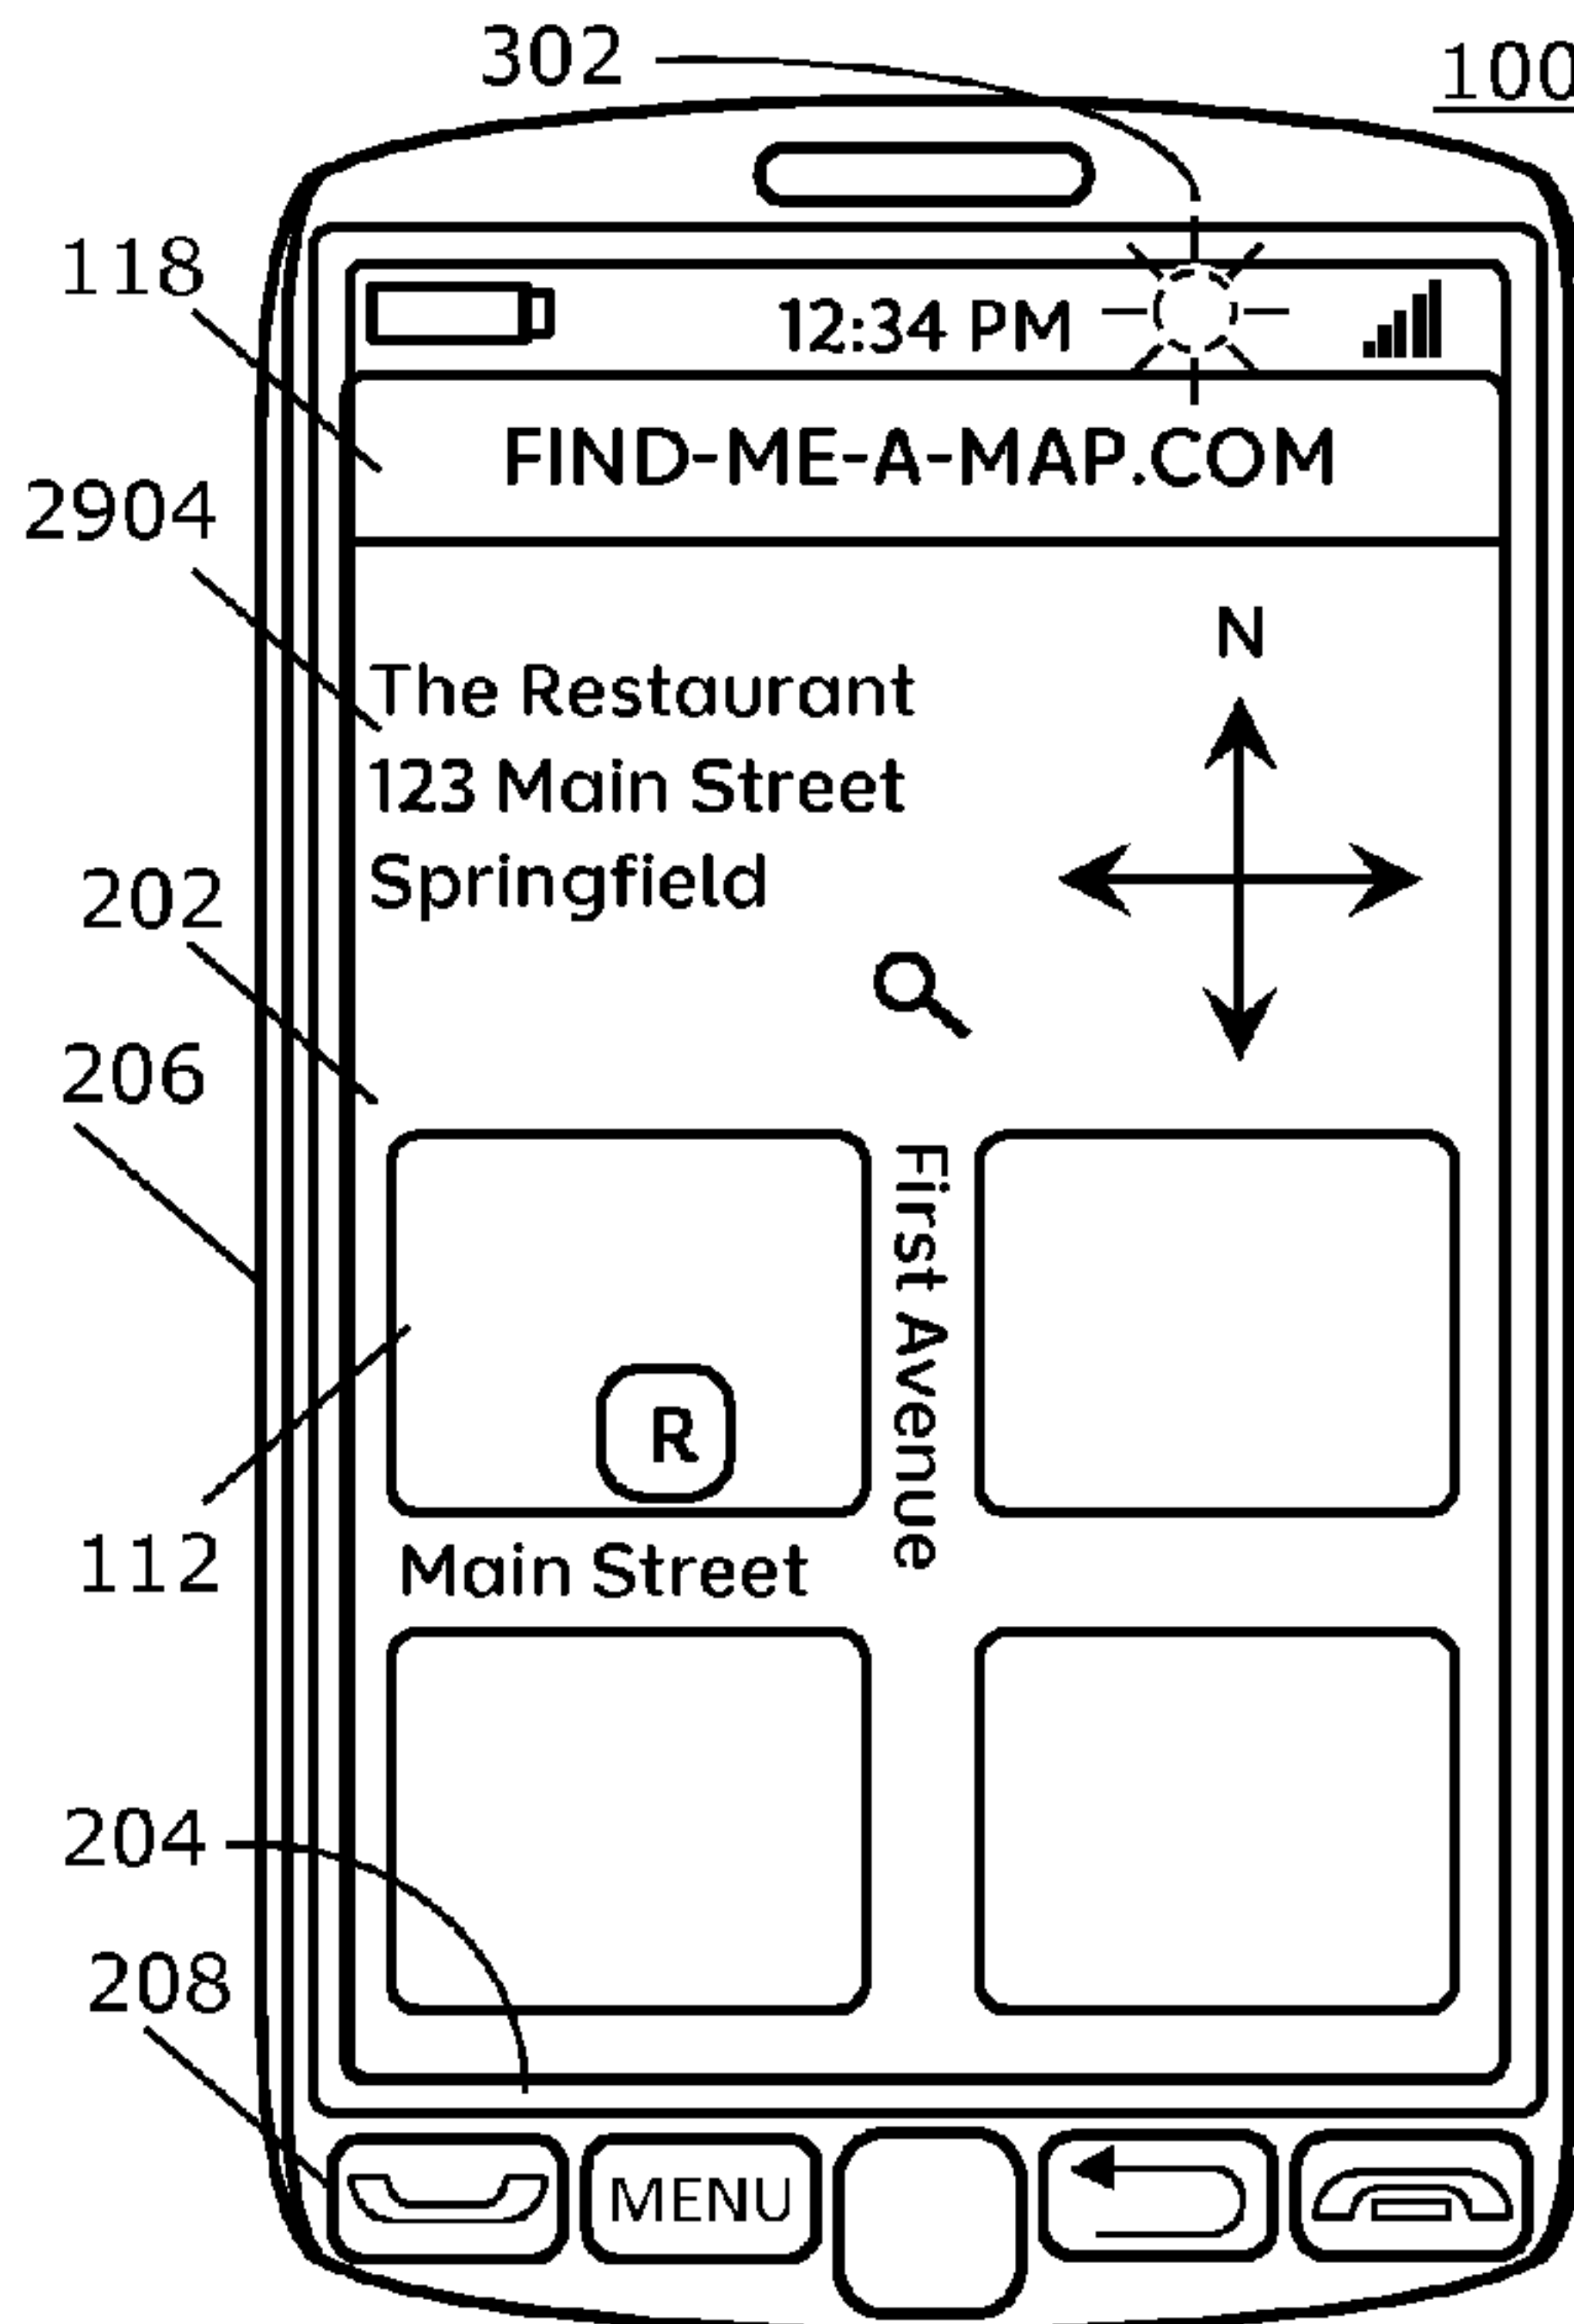 302
100
118
12:34 PM
FIND-ME-A-MAP.COM
2904
N
The Restaurant
123 Main Street
Springfield
202
206
First Avenue
R
112
Main Street
204
208
MENU